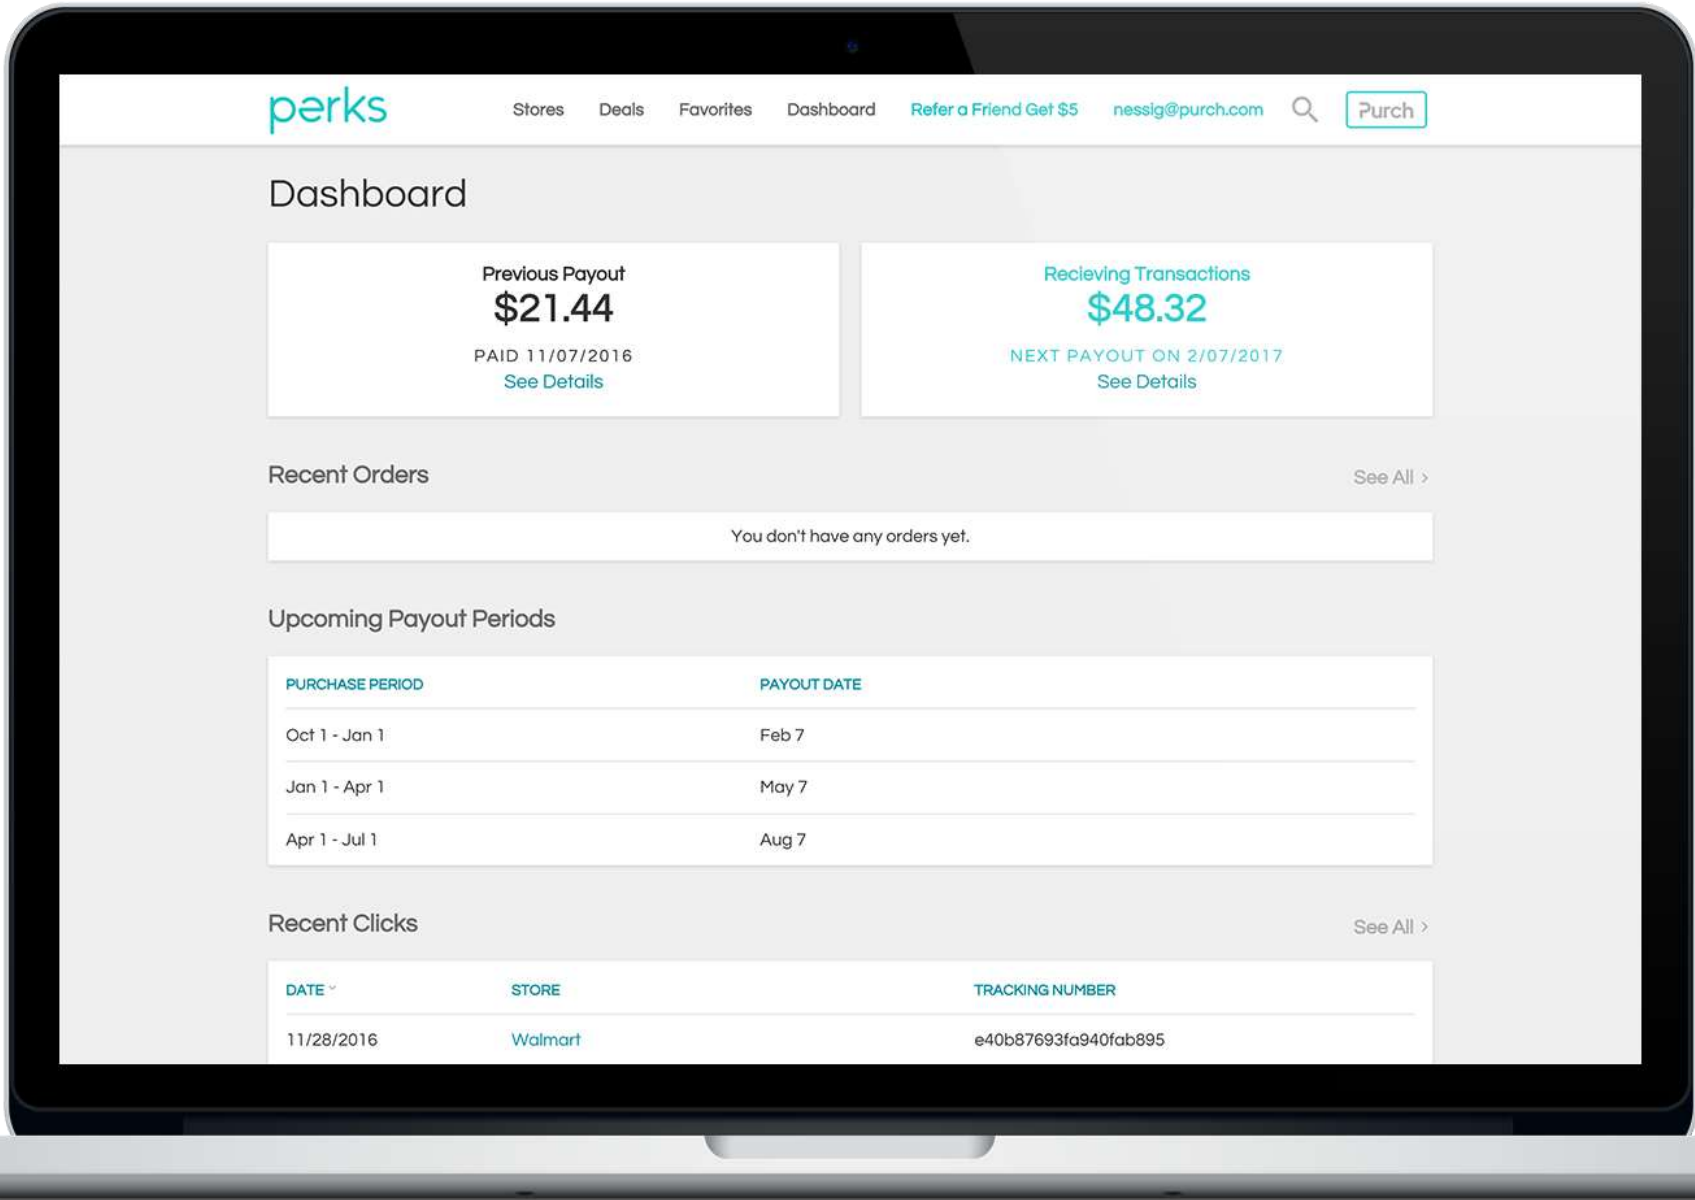 perks
Stores Deals Favorites Dashboard Refer a Friend Get $5 nessig@purch.com Purch
Dashboard
Previous Payout
$21.44
PAID 11/07/2016
See Details
Recieving Transactions
$48.32
NEXT PAYOUT ON 2/07/2017
See Details
Recent Orders
See All >
You don't have any orders yet.
Upcoming Payout Periods
PURCHASE PERIOD PAYOUT DATE
Oct 1 - Jan 1 Feb 7
Jan 1 - Apr 1 May 7
Apr 1 - Jul 1 Aug 7
Recent Clicks
See All >
DATE STORE TRACKING NUMBER
11/28/2016 Walmart e40b87693fa940fab895